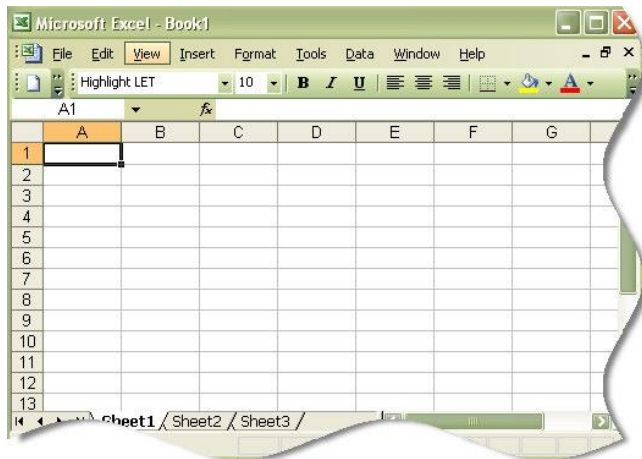 Microsoft Excel - Book1
File Edit View Insert Format Tools Data Window Help
Highlight LET 10 B I U A
A1 fx
A B C D E F G
1
2
3
4
5
6
7
8
9
10
11
12
13
Sheet1 Sheet2 Sheet3